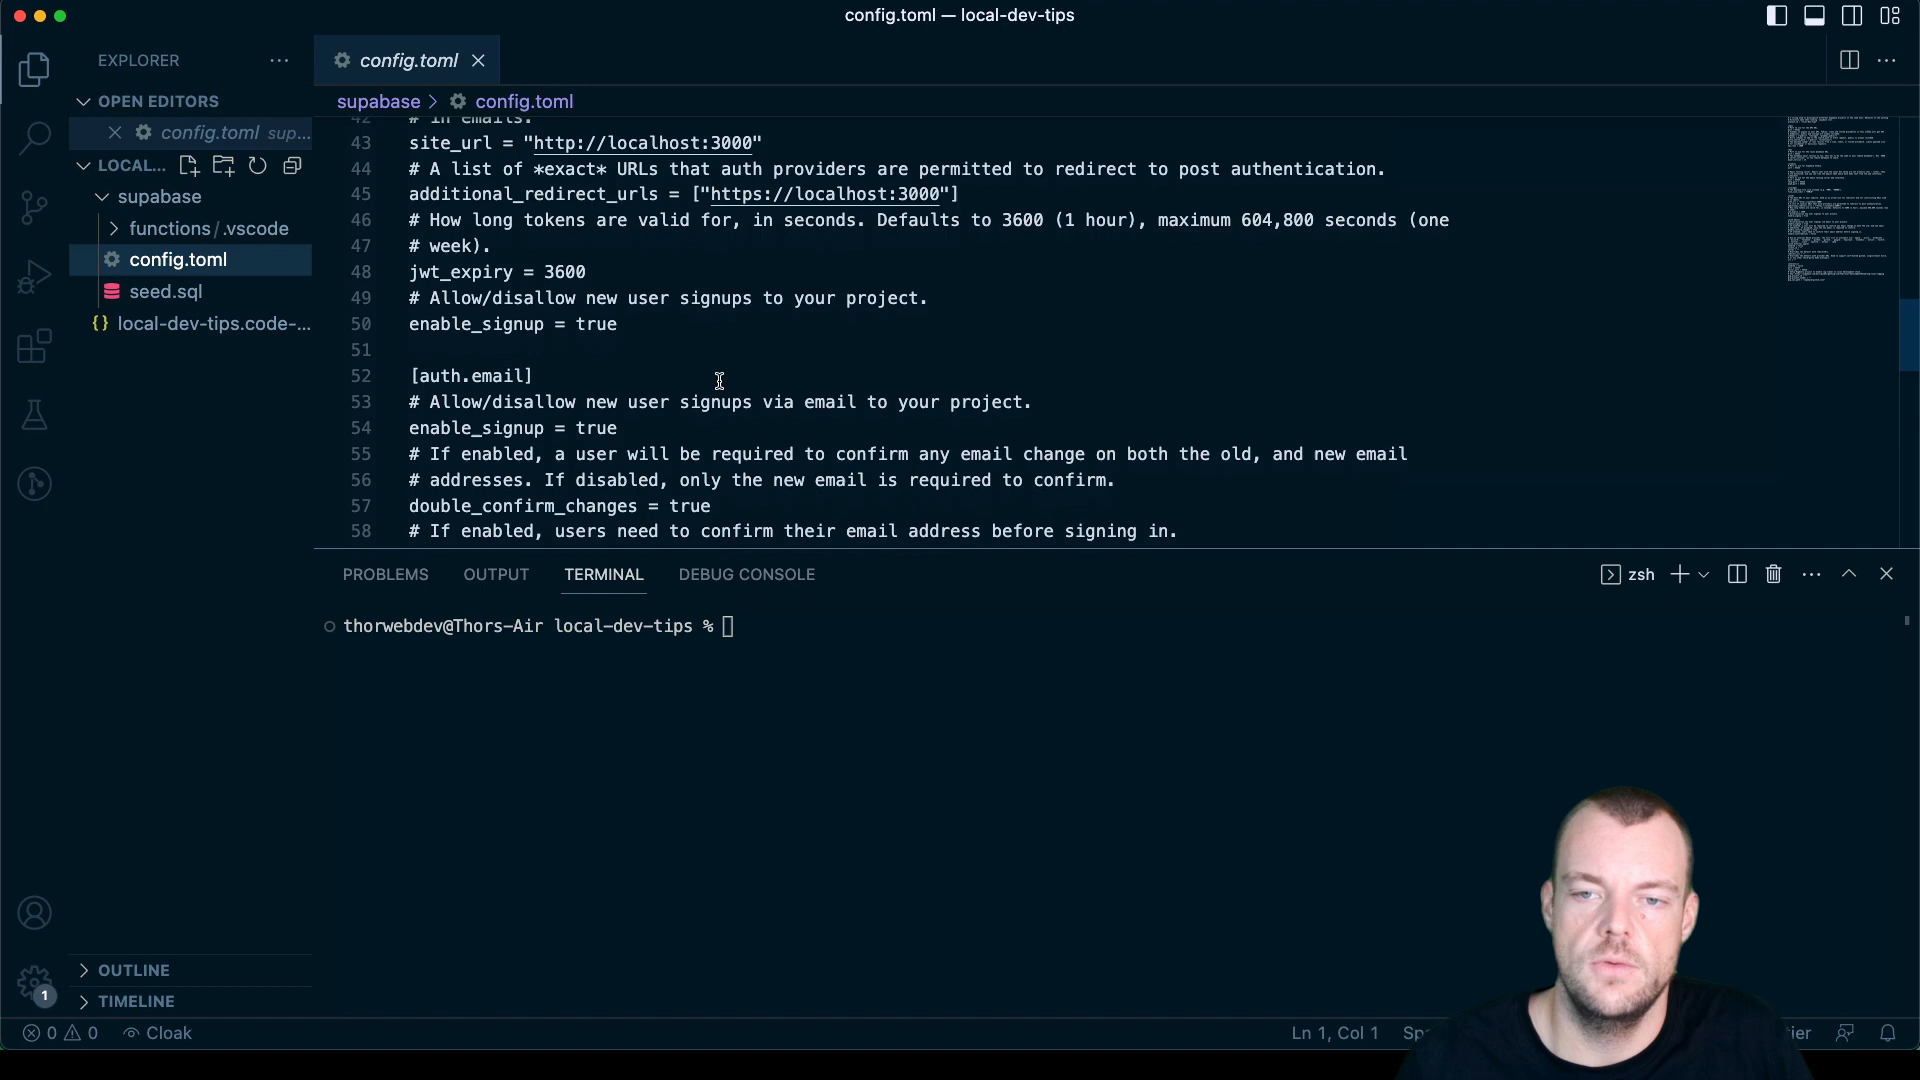 config.toml — local-dev-tips
EXPLORER
config.toml
OPEN EDITORS
supabase > config.toml
config.toml sup...
LOCAL...
supabase
functions / .vscode
config.toml
seed.sql
local-dev-tips.code-...
42 # in emails.
43 site_url = "http://localhost:3000"
44 # A list of *exact* URLs that auth providers are permitted to redirect to post authentication.
45 additional_redirect_urls = ["https://localhost:3000"]
46 # How long tokens are valid for, in seconds. Defaults to 3600 (1 hour), maximum 604,800 seconds (one
47 # week).
48 jwt_expiry = 3600
49 # Allow/disallow new user signups to your project.
50 enable_signup = true
51
52 [auth.email]
53 # Allow/disallow new user signups via email to your project.
54 enable_signup = true
55 # If enabled, a user will be required to confirm any email change on both the old, and new email
56 # addresses. If disabled, only the new email is required to confirm.
57 double_confirm_changes = true
58 # If enabled, users need to confirm their email address before signing in.
PROBLEMS OUTPUT TERMINAL DEBUG CONSOLE
zsh
thorwebdev@Thors-Air local-dev-tips %
OUTLINE
1
TIMELINE
0 0 Cloak
Ln 1, Col 1